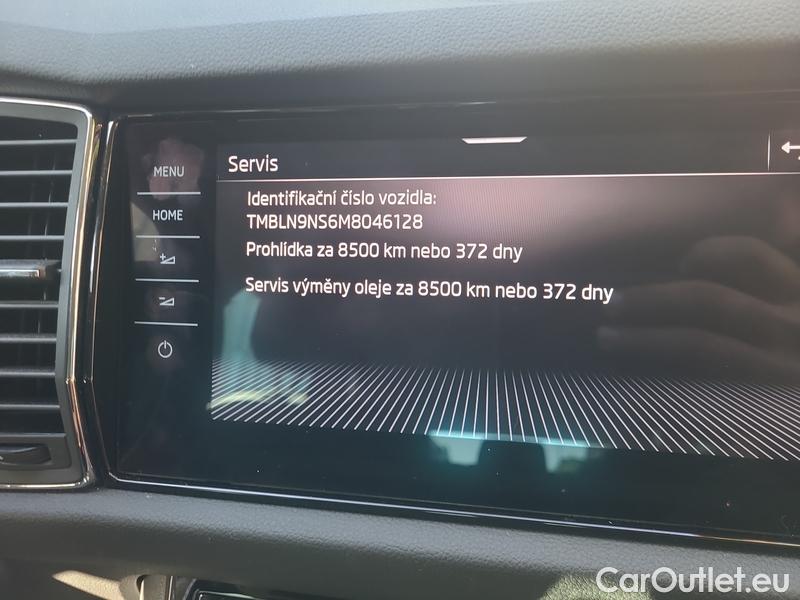 MENU
HOME
Servis
Identifikační číslo vozidla:
TMBLN9NS6M8046128
Prohlídka za 8500 km nebo 372 dny
Servis výměny oleje za 8500 km nebo 372 dny
CarOutlet.eu